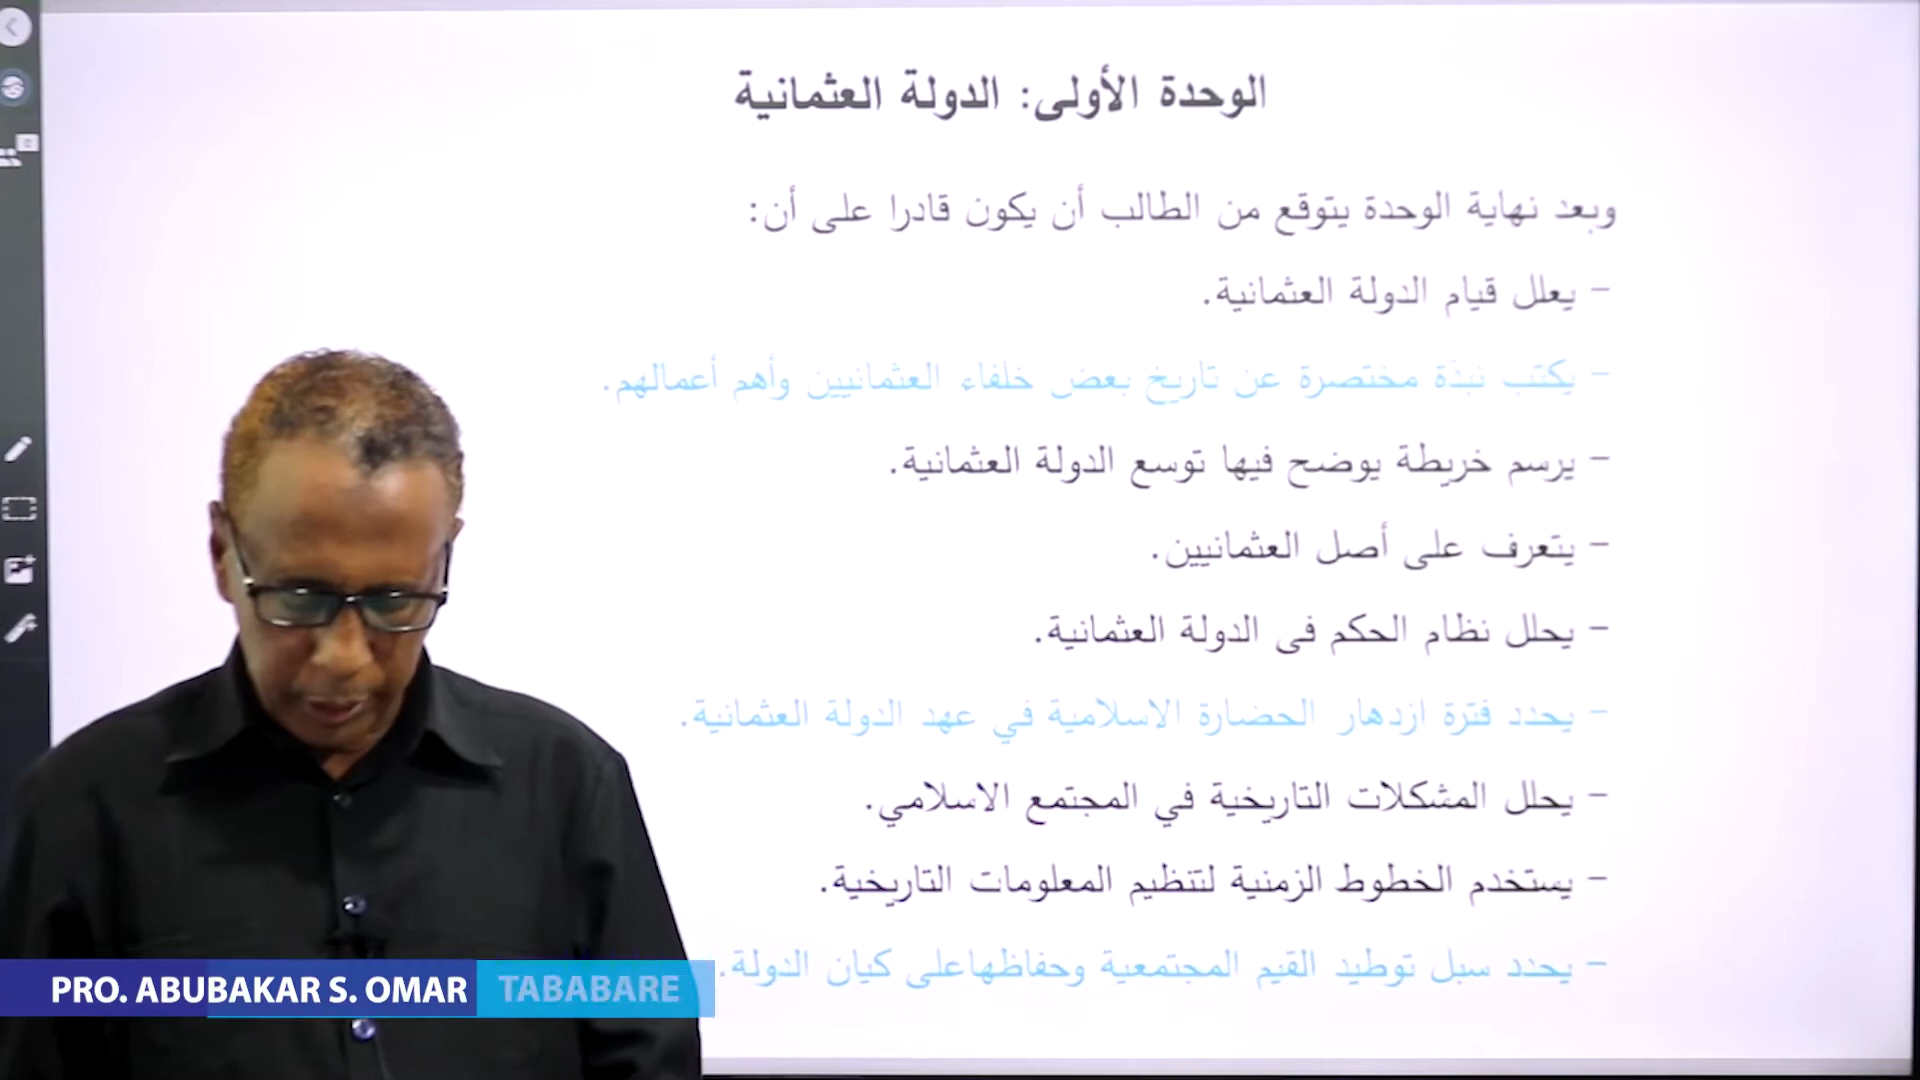 الوحدة الأولى: الدولة العثمانية
وبعد نهاية الوحدة يتوقع من الطالب أن يكون قادرا على أن:
– يعلل قيام الدولة العثمانية.
– يكتب نبذة مختصرة عن تاريخ بعض خلفاء العثمانيين وأهم أعمالهم.
– يرسم خريطة يوضح فيها توسع الدولة العثمانية.
– يتعرف على أصل العثمانيين.
– يحلل نظام الحكم فى الدولة العثمانية.
– يحدد فترة ازدهار الحضارة الاسلامية في عهد الدولة العثمانية.
– يحلل المشكلات التاريخية في المجتمع الاسلامي.
– يستخدم الخطوط الزمنية لتنظيم المعلومات التاريخية.
– يحدد سبل توطيد القيم المجتمعية وحفاظهاعلى كيان الدولة.
PRO. ABUBAKAR S. OMAR TABABARE